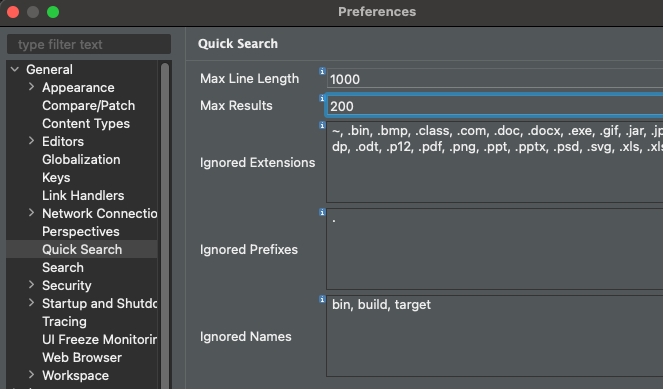 Preferences
type filter text
General
Appearance
Compare/Patch
Content Types
Editors
Globalization
Keys
Link Handlers
Network Connectio
Perspectives
Quick Search
Search
Security
Startup and Shutdo
Tracing
UI Freeze Monitorin
Web Browser
Workspace
Quick Search
Max Line Length
1000
Max Results
200
Ignored Extensions
~, .bin, .bmp, .class, .com, .doc, .docx, .exe, .gif, .jar, .jp
dp, .odt, .p12, .pdf, .png, .ppt, .pptx, .psd, .svg, .xls, .xls
Ignored Prefixes
.
Ignored Names
bin, build, target